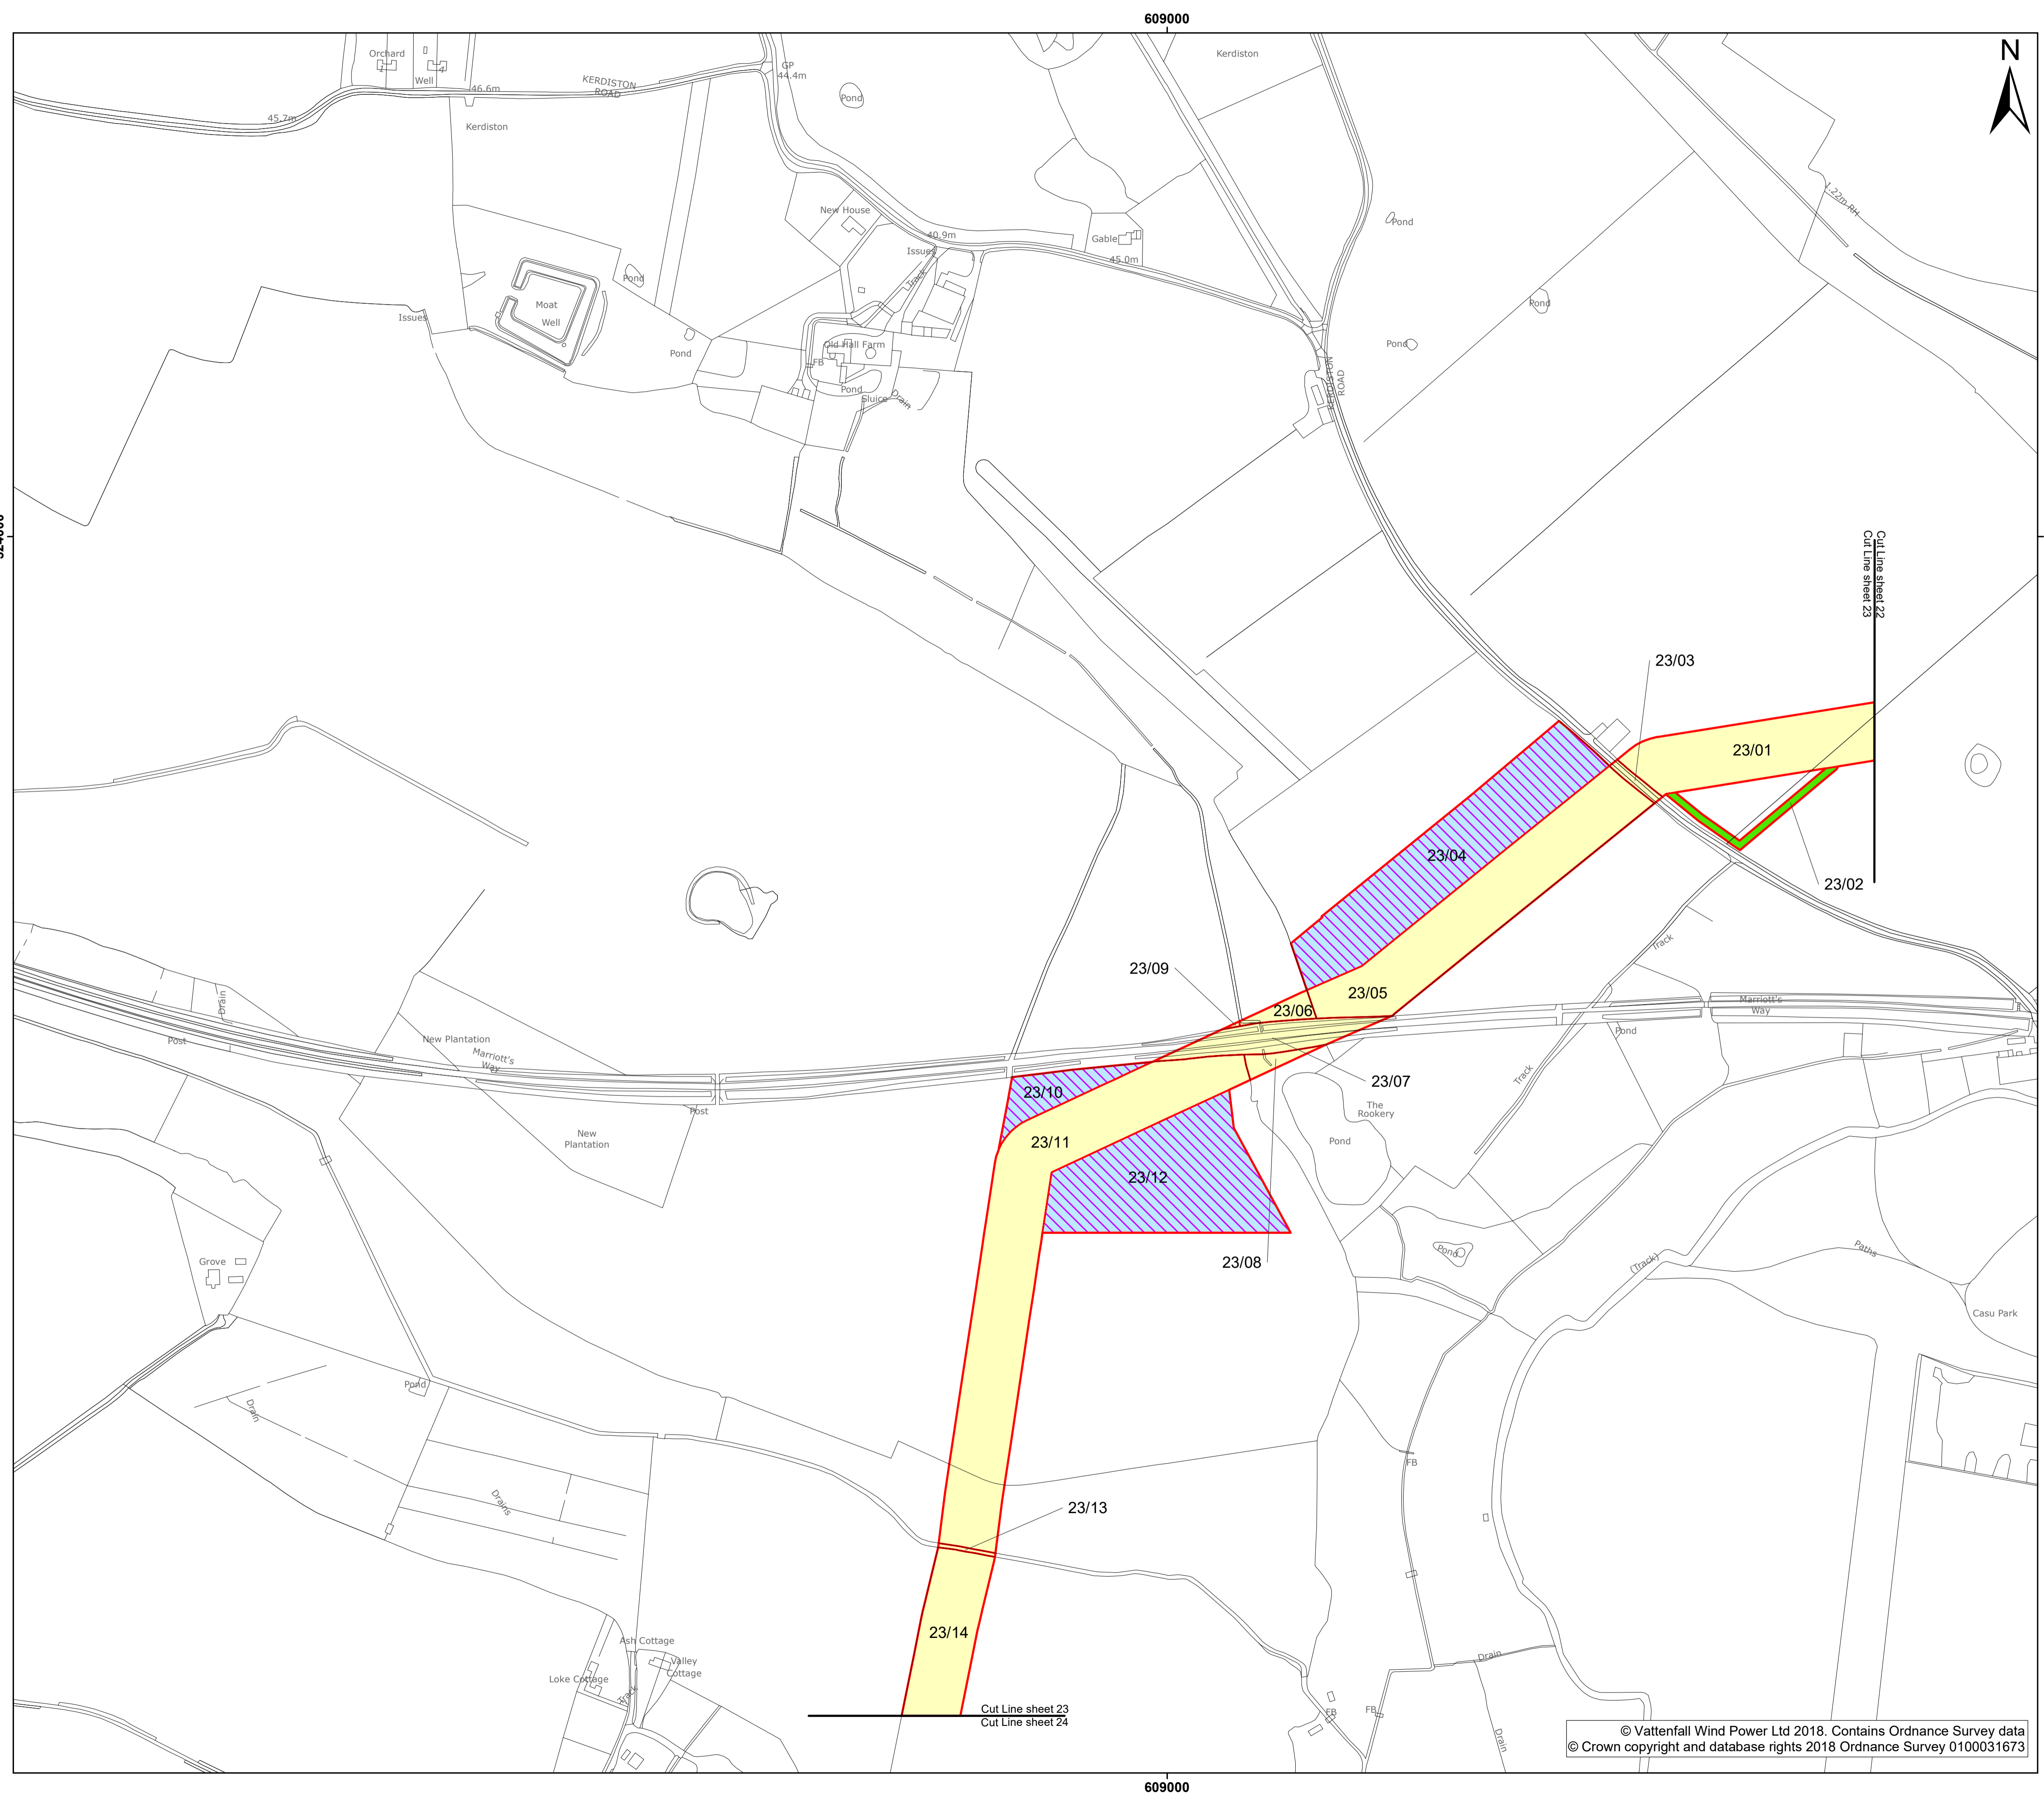 609000
N
Orchard
1
4
Well
46.6m
KERDISTON
ROAD
GP
44.4m
45.7m
Kerdiston
Pond
Kerdiston
1.22m RH
Pond
New House
40.9m
Issues
Gable
45.0m
Track
Pond
Moat
Well
Issues
Pond
Pond
Pond
Old Hall Farm
FB
Pond
Sluice
Drain
KERDISTON
ROAD
Cut Line sheet 22
Cut Line sheet 23
23/03
23/01
23/04
23/02
Track
23/09
23/05
23/06
Marriott's
Way
Drain
Post
New Plantation
Marriott's
Way
Pond
23/07
Track
23/10
Post
The
Rookery
New
Plantation
23/11
Pond
23/12
Grove
23/08
Pond
(Track)
Paths
Casu Park
Pond
Drain
FB
Drains
23/13
23/14
Ash Cottage
Valley
Cottage
Loke Cottage
Track
Drain
Cut Line sheet 23
Cut Line sheet 24
FB
FB
Drain
© Vattenfall Wind Power Ltd 2018. Contains Ordnance Survey data
© Crown copyright and database rights 2018 Ordnance Survey 0100031673
609000